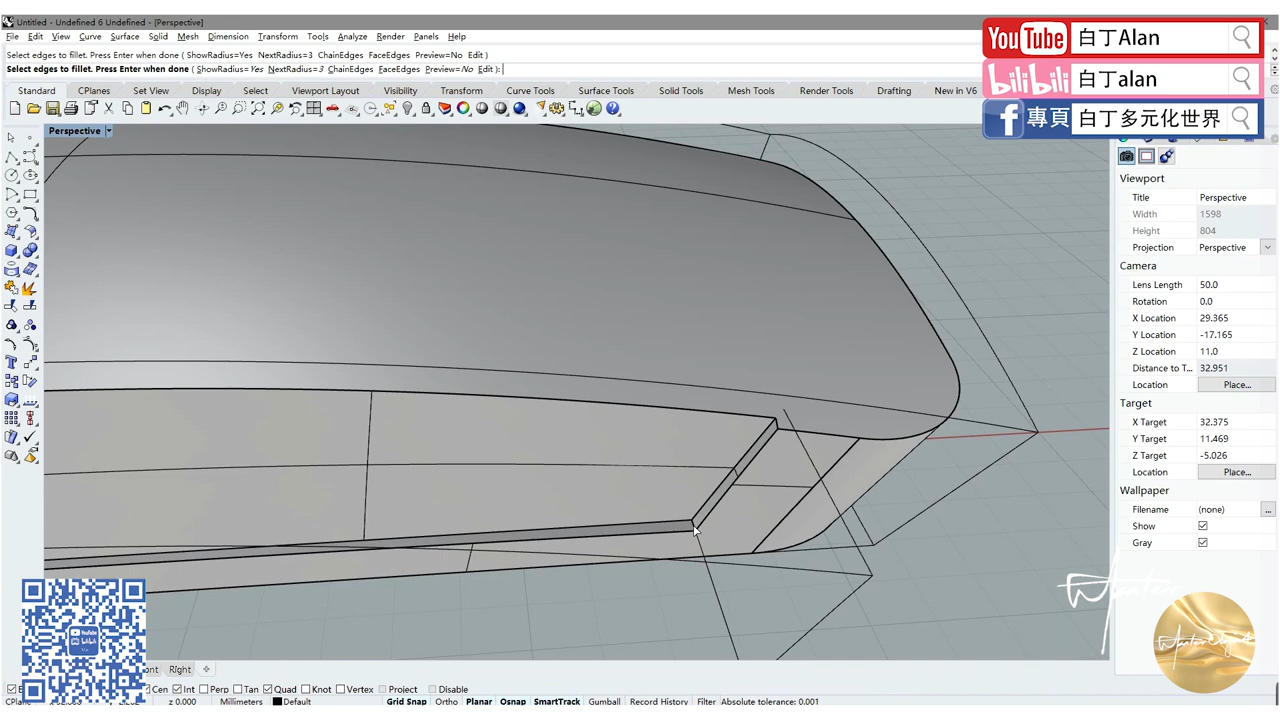 Untitled - Undefined 6 Undefined - [Perspective]
File Edit View Curve Surface Solid Mesh Dimension Transform Tools Analyze Render Panels Help
Select edges to fillet. Press Enter when done ( ShowRadius=Yes NextRadius=3 ChainEdges FaceEdges Preview=No Edit )
Select edges to fillet. Press Enter when done ( ShowRadius=Yes NextRadius=3 ChainEdges FaceEdges Preview=No Edit ):
YouTube 白丁Alan
bilibili 白丁alan
f 專頁 白丁多元化世界
Standard CPlanes Set View Display Select Viewport Layout Visibility Transform Curve Tools Surface Tools Solid Tools Mesh Tools Render Tools Drafting New in V6
Perspective
Viewport
Title Perspective
Width 1598
Height 804
Projection Perspective
Camera
Lens Length 50.0
Rotation 0.0
X Location 29.365
Y Location -17.165
Z Location 11.0
Distance to T... 32.951
Location Place...
Target
X Target 32.375
Y Target 11.469
Z Target -5.026
Location Place...
Wallpaper
Filename (none) ...
Show
Gray
YouTube
bilibili
Right
Cen Int Perp Tan Quad Knot Vertex Project Disable
z 0.000 Millimeters Default Grid Snap Ortho Planar Osnap SmartTrack Gumball Record History Filter Absolute tolerance: 0.001